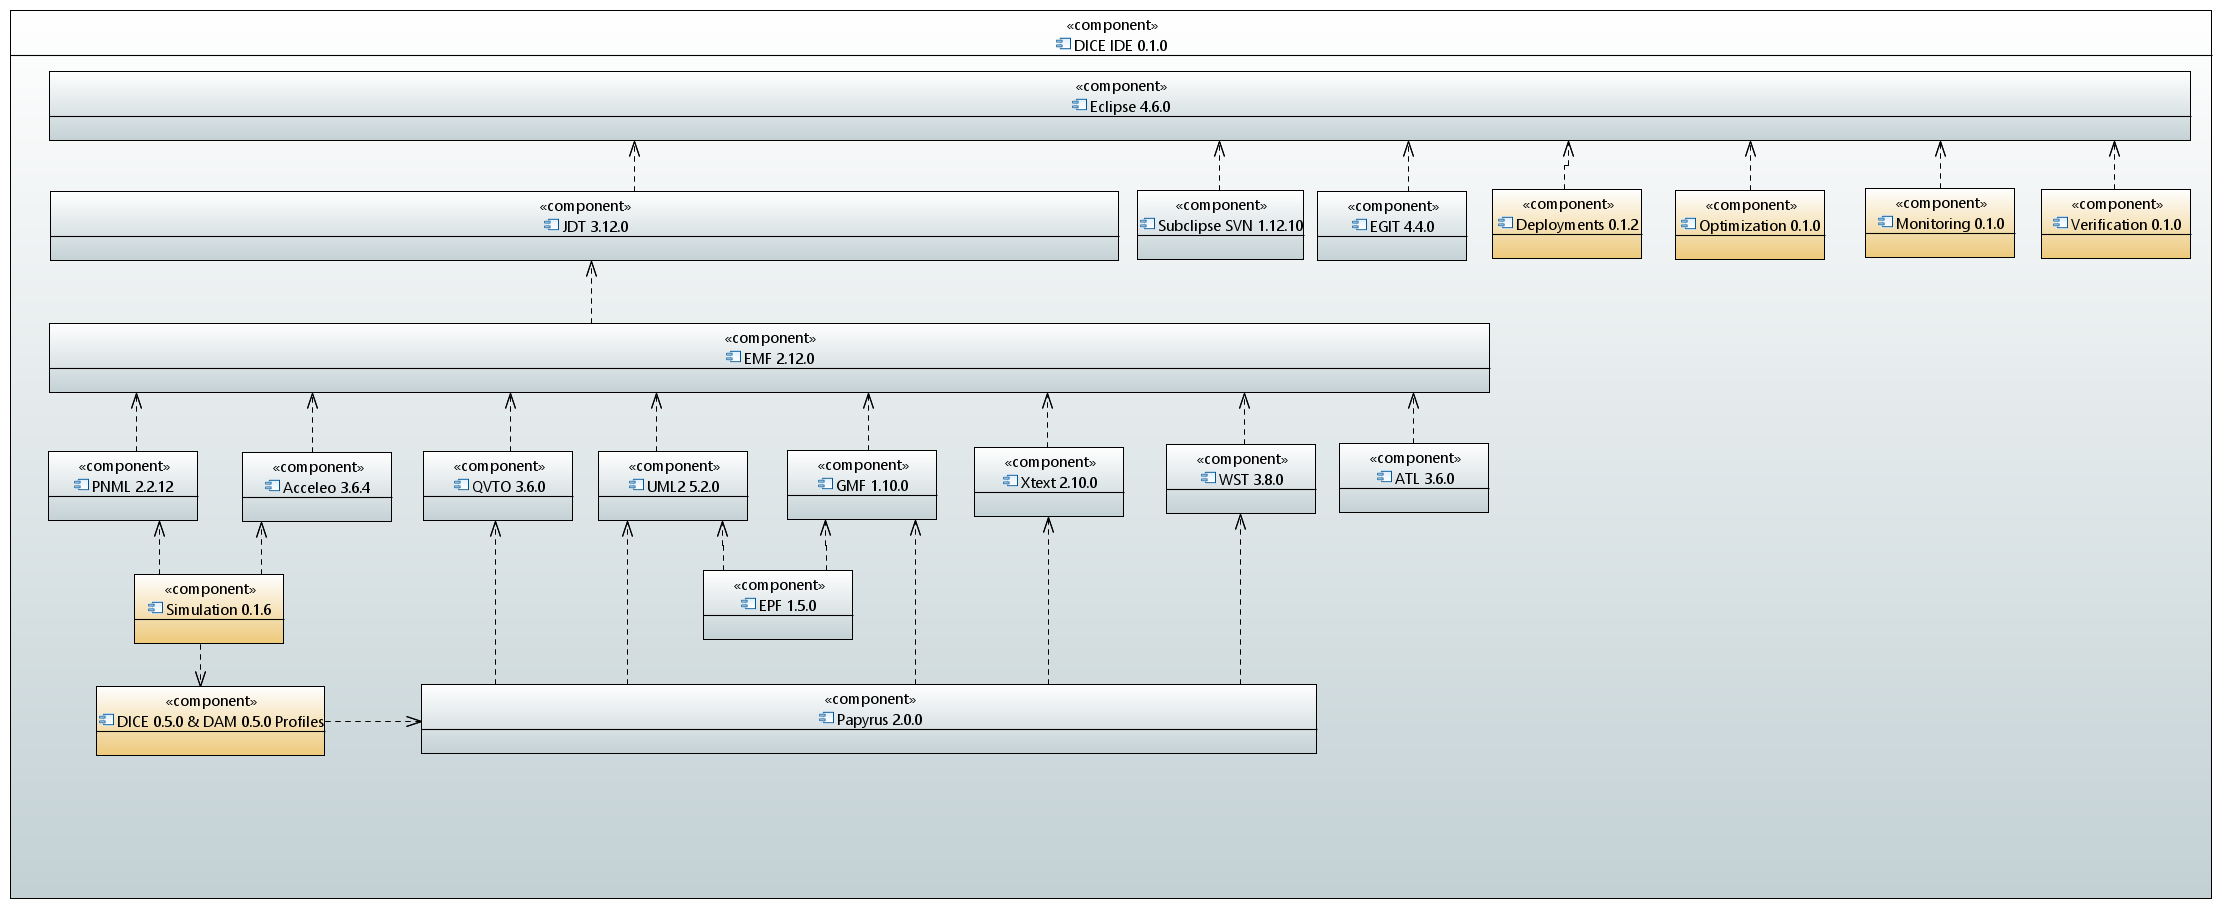 «component»
DICE IDE 0.1.0
«component»
Eclipse 4.6.0
«component»
JDT 3.12.0
«component»
Subclipse SVN 1.12.10
«component»
EGIT 4.4.0
«component»
Deployments 0.1.2
«component»
Optimization 0.1.0
«component»
Monitoring 0.1.0
«component»
Verification 0.1.0
«component»
EMF 2.12.0
«component»
PNML 2.2.12
«component»
Acceleo 3.6.4
«component»
QVTO 3.6.0
«component»
UML2 5.2.0
«component»
GMF 1.10.0
«component»
Xtext 2.10.0
«component»
WST 3.8.0
«component»
ATL 3.6.0
«component»
Simulation 0.1.6
«component»
EPF 1.5.0
«component»
DICE 0.5.0 & DAM 0.5.0 Profiles
«component»
Papyrus 2.0.0